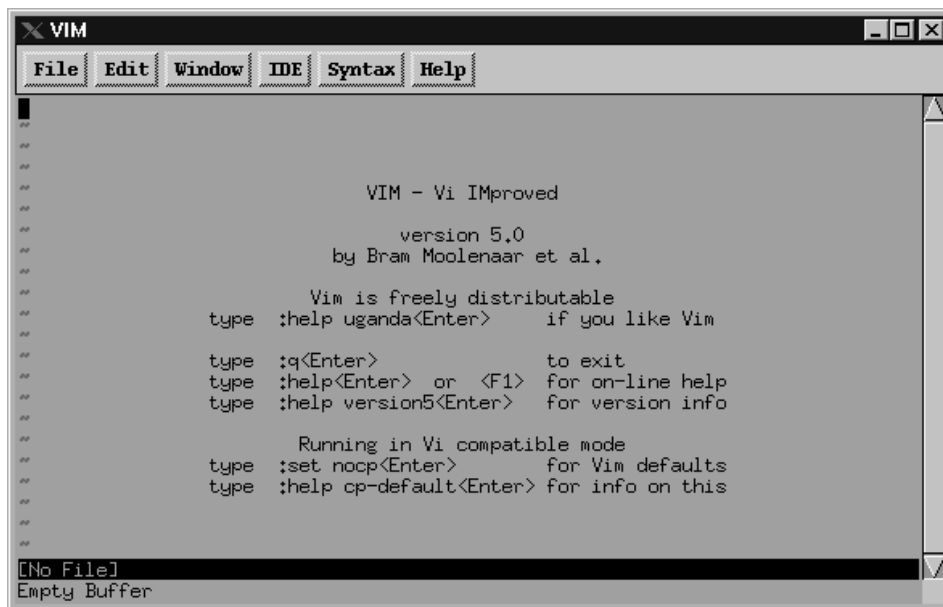 VIM
File Edit Window IDE Syntax Help
~
~
~
~
VIM - Vi IMproved
~
~
version 5.0
~
by Bram Moolenaar et al.
~
~
Vim is freely distributable
~
type :help uganda<Enter> if you like Vim
~
~
type :q<Enter> to exit
~
type :help<Enter> or <F1> for on-line help
~
type :help version5<Enter> for version info
~
~
Running in Vi compatible mode
~
type :set nocp<Enter> for Vim defaults
~
type :help cp-default<Enter> for info on this
~
~
~
[No File]
Empty Buffer